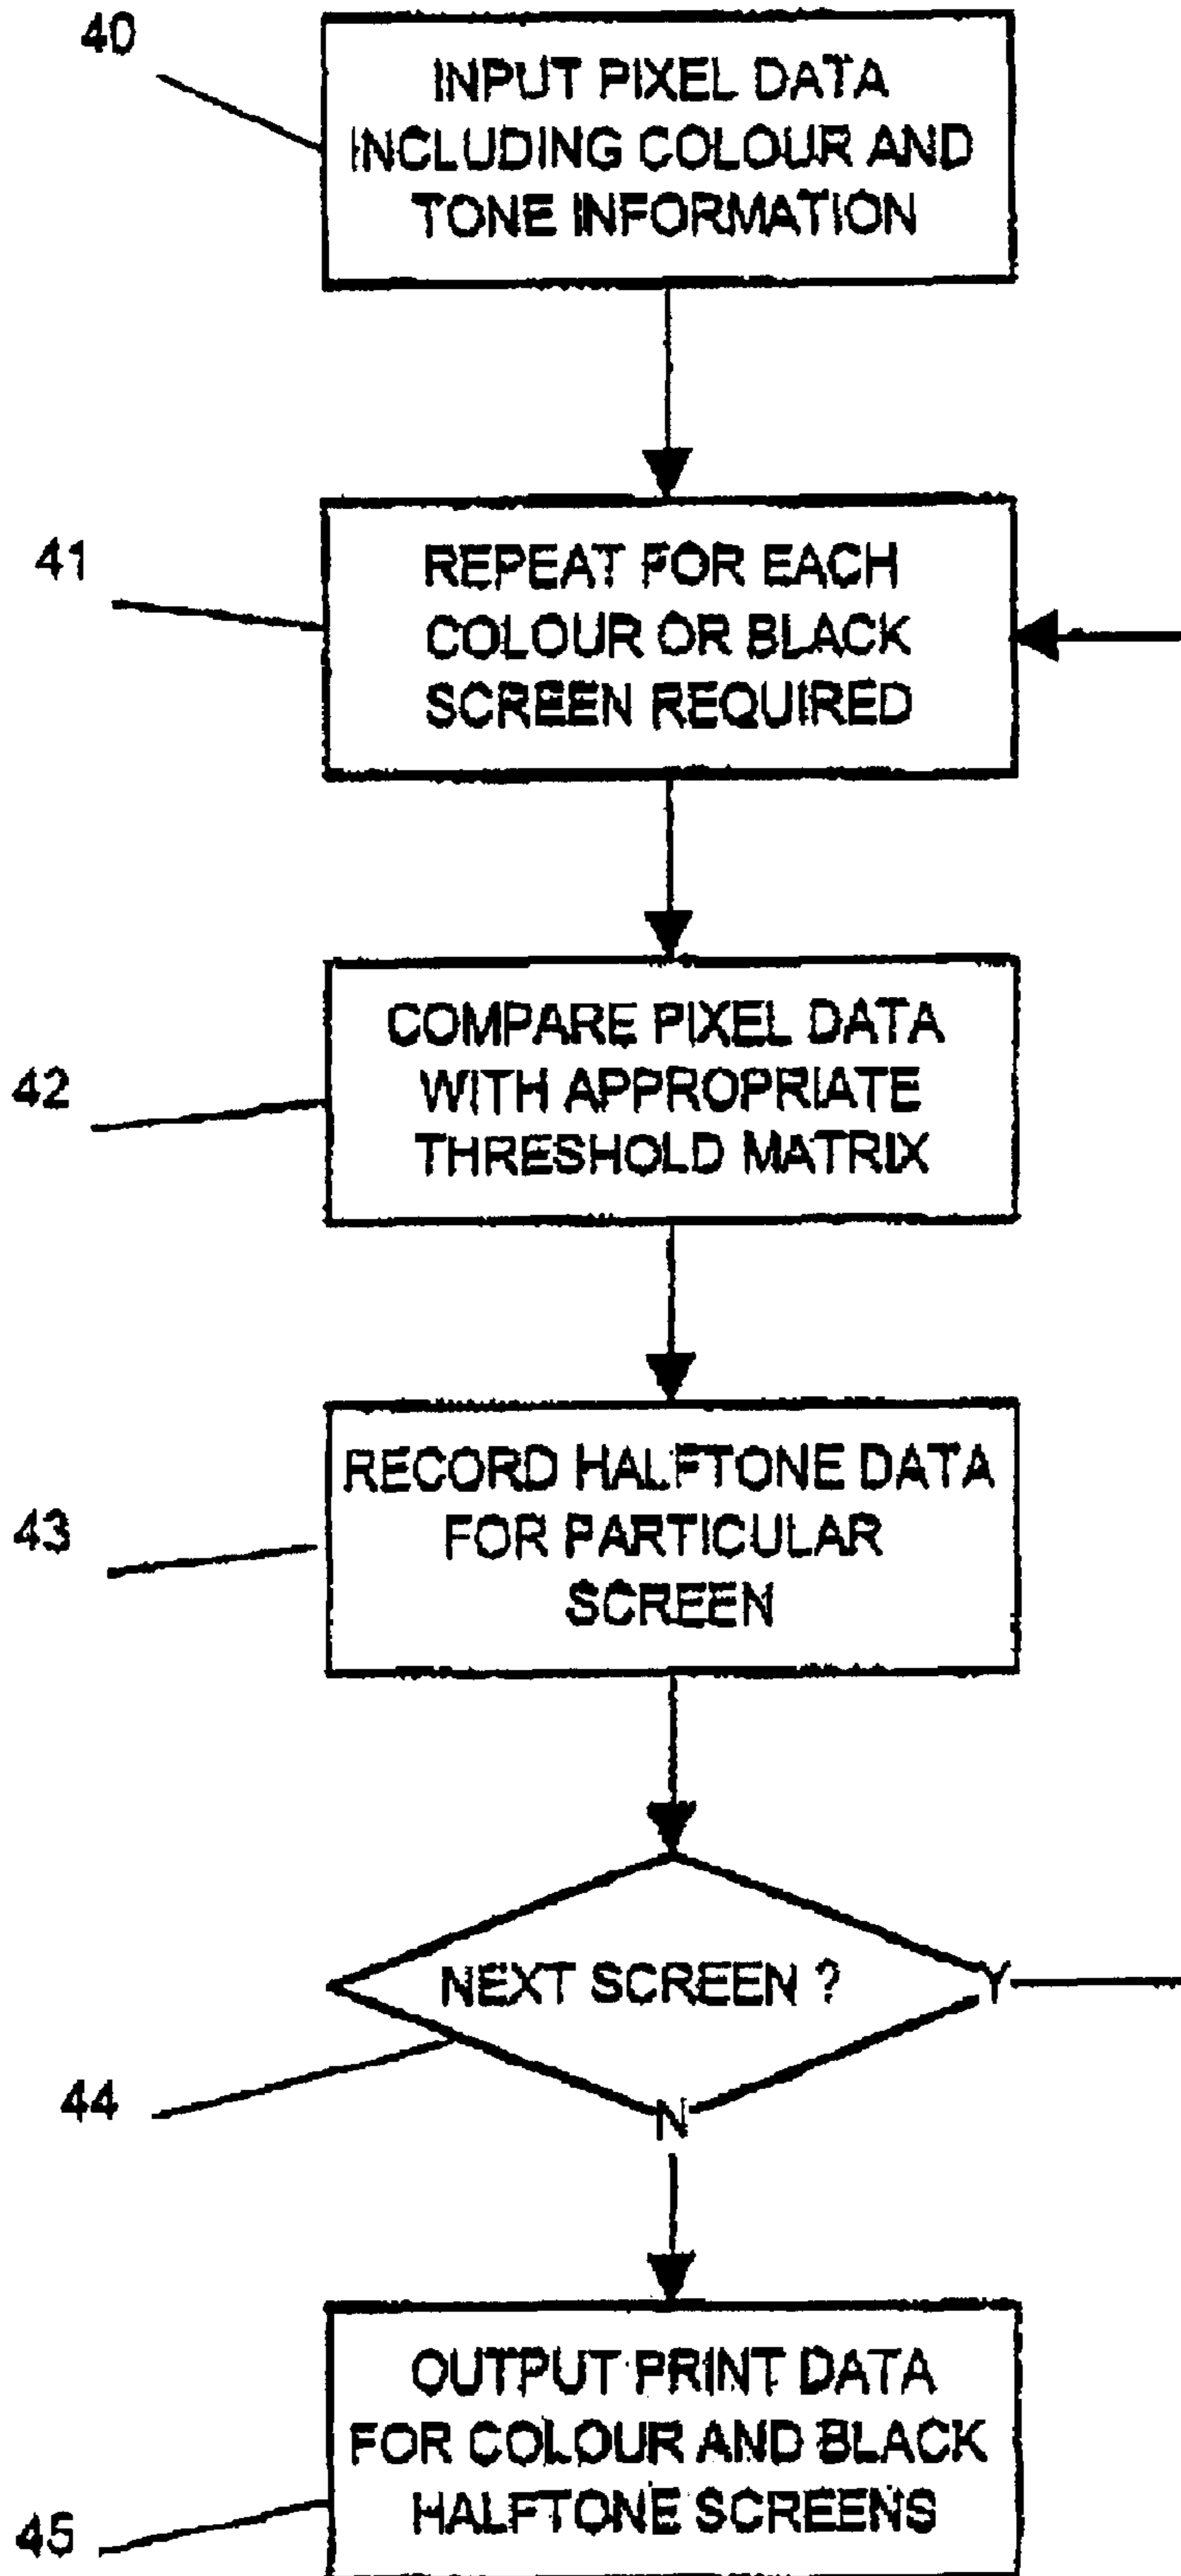 40
INPUT PIXEL DATA
INCLUDING COLOUR AND
TONE INFORMATION
41
REPEAT FOR EACH
COLOUR OR BLACK
SCREEN REQUIRED
42
COMPARE PIXEL DATA
WITH APPROPRIATE
THRESHOLD MATRIX
43
RECORD HALFTONE DATA
FOR PARTICULAR
SCREEN
NEXT SCREEN ?
Y
44
N
OUTPUT PRINT DATA
FOR COLOUR AND BLACK
HALFTONE SCREENS
45